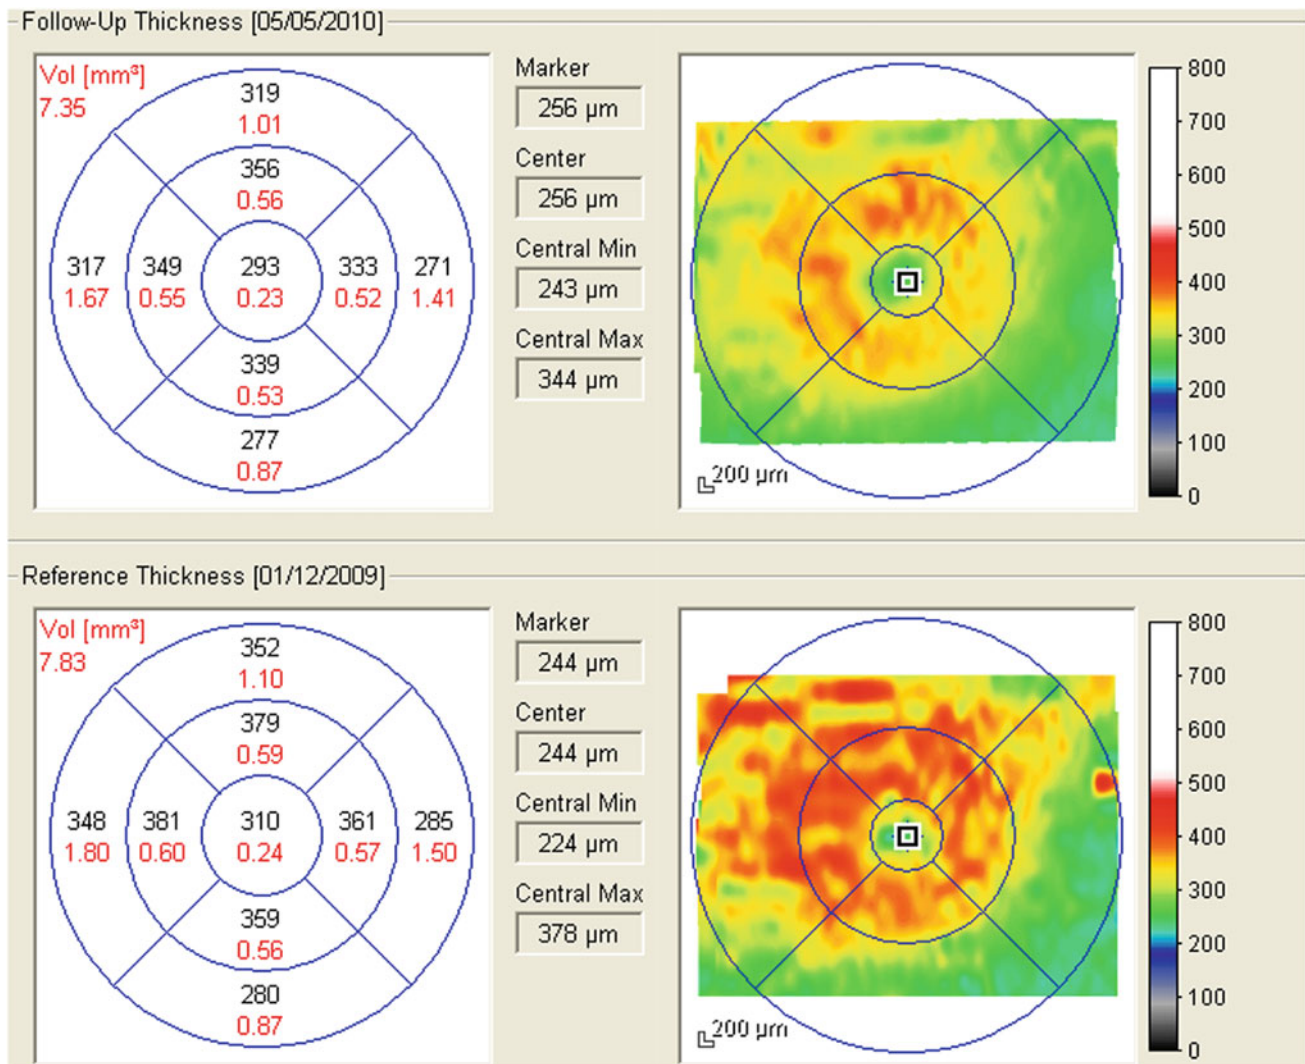 Follow-Up Thickness [05/05/2010]
Vol [mm³]
7.35
319
1.01
356
0.56
317 349 293 333 271
1.67 0.55 0.23 0.52 1.41
339
0.53
277
0.87
Marker
256 µm
Center
256 µm
Central Min
243 µm
Central Max
344 µm
200 µm
800
700
600
500
400
300
200
100
0
Reference Thickness [01/12/2009]
Vol [mm³]
7.83
352
1.10
379
0.59
348 381 310 361 285
1.80 0.60 0.24 0.57 1.50
359
0.56
280
0.87
Marker
244 µm
Center
244 µm
Central Min
224 µm
Central Max
378 µm
200 µm
800
700
600
500
400
300
200
100
0